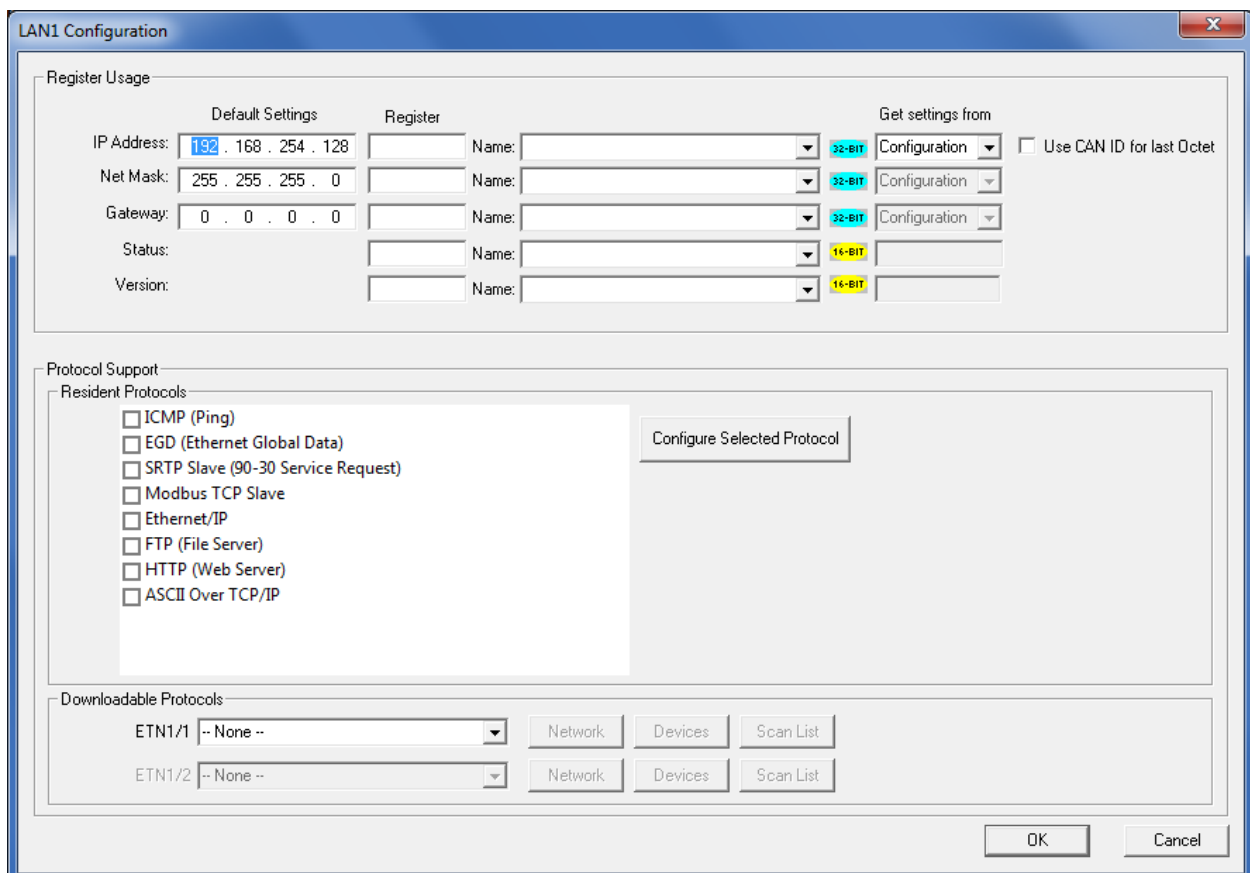 LAN1 Configuration
Register Usage
Default Settings Register Get settings from
IP Address: 192 . 168 . 254 . 128 Name: 32-BIT Configuration Use CAN ID for last Octet
Net Mask: 255 . 255 . 255 . 0 Name: 32-BIT Configuration
Gateway: 0 . 0 . 0 . 0 Name: 32-BIT Configuration
Status: Name: 16-BIT
Version: Name: 16-BIT
Protocol Support
Resident Protocols
ICMP (Ping)
Configure Selected Protocol
EGD (Ethernet Global Data)
SRTP Slave (90-30 Service Request)
Modbus TCP Slave
Ethernet/IP
FTP (File Server)
HTTP (Web Server)
ASCII Over TCP/IP
Downloadable Protocols
ETN1/1 -- None -- Network Devices Scan List
ETN1/2 -- None -- Network Devices Scan List
OK Cancel